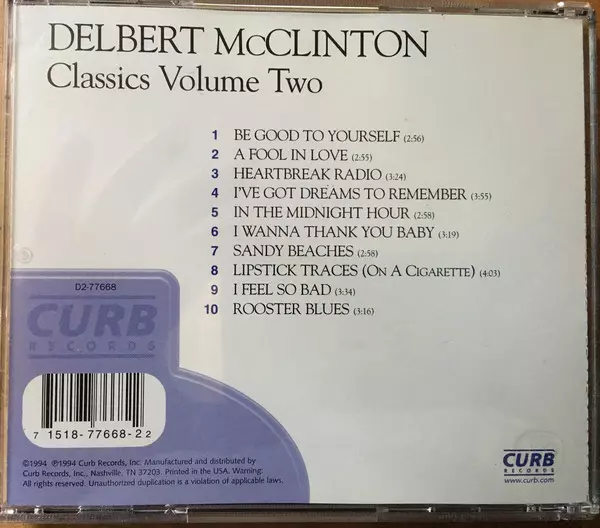 DELBERT McCLINTON
Classics Volume Two
1 BE GOOD TO YOURSELF (2:56)
2 A FOOL IN LOVE (2:55)
3 HEARTBREAK RADIO (3:24)
4 I'VE GOT DREAMS TO REMEMBER (3:55)
5 IN THE MIDNIGHT HOUR (2:58)
6 I WANNA THANK YOU BABY (3:19)
7 SANDY BEACHES (2:58)
8 LIPSTICK TRACES (ON A CIGARETTE) (4:03)
9 I FEEL SO BAD (3:34)
10 ROOSTER BLUES (3:16)
D2-77668
CURB
RECORDS
7 15187-77668-2 2
©1994 ℗1994 Curb Records, Inc. Manufactured and distributed by
Curb Records, Inc., Nashville, TN 37203. Printed in the USA. Warning:
All rights reserved. Unauthorized duplication is a violation of applicable laws.
CURB
RECORDS
www.curb.com